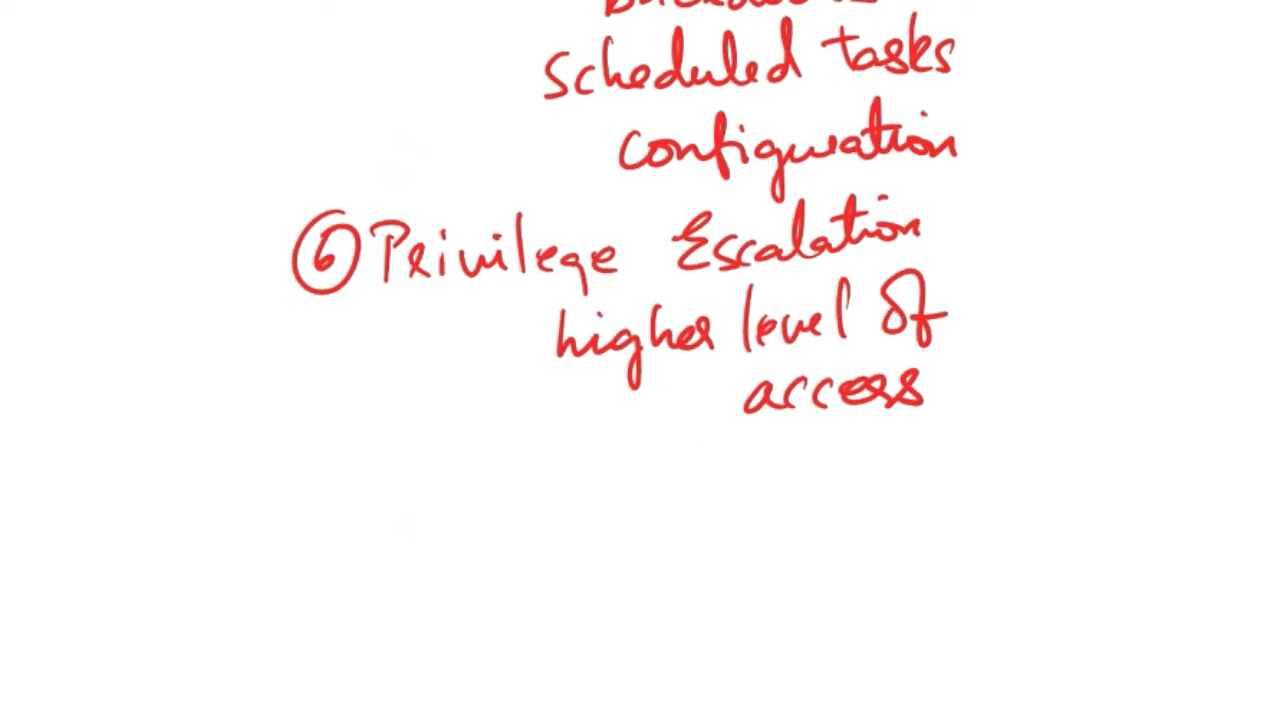 scheduled tasks
configuration
6 Privilege Escalation
higher level of
access